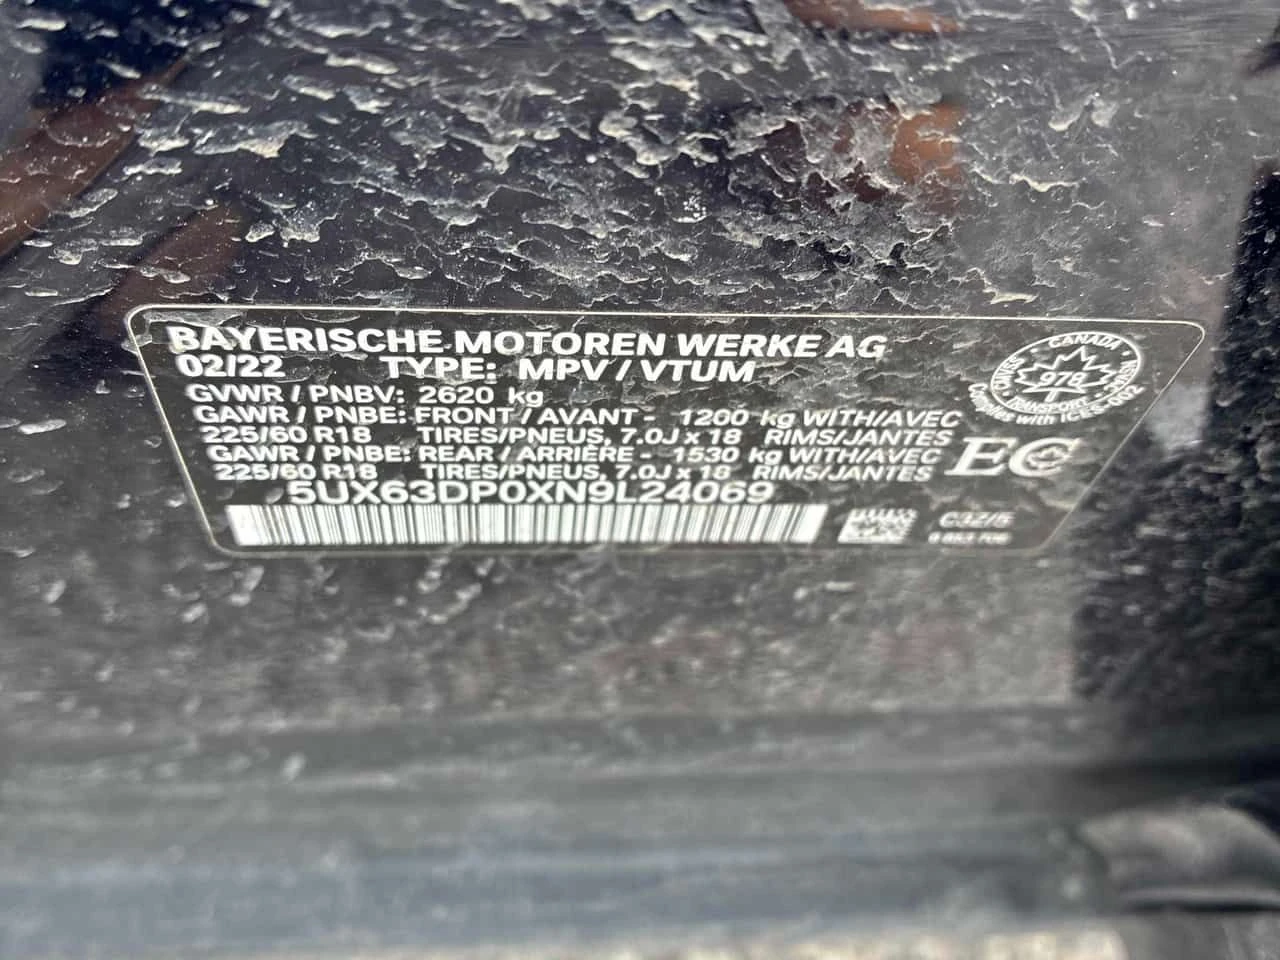 BAYERISCHE MOTOREN WERKE AG
02/22 TYPE: MPV / VTUM
GVWR / PNBV: 2620 kg
GAWR / PNBE: FRONT / AVANT - 1200 kg WITH/AVEC
225/60 R18 TIRES/PNEUS, 7.0J x 18 RIMS/JANTES
GAWR / PNBE: REAR / ARRIÈRE - 1530 kg WITH/AVEC
225/60 R18 TIRES/PNEUS, 7.0J x 18 RIMS/JANTES
5UX63DP0XN9L24069
CANADA
978
TRANSPORT
Complies with ICES-002
EC